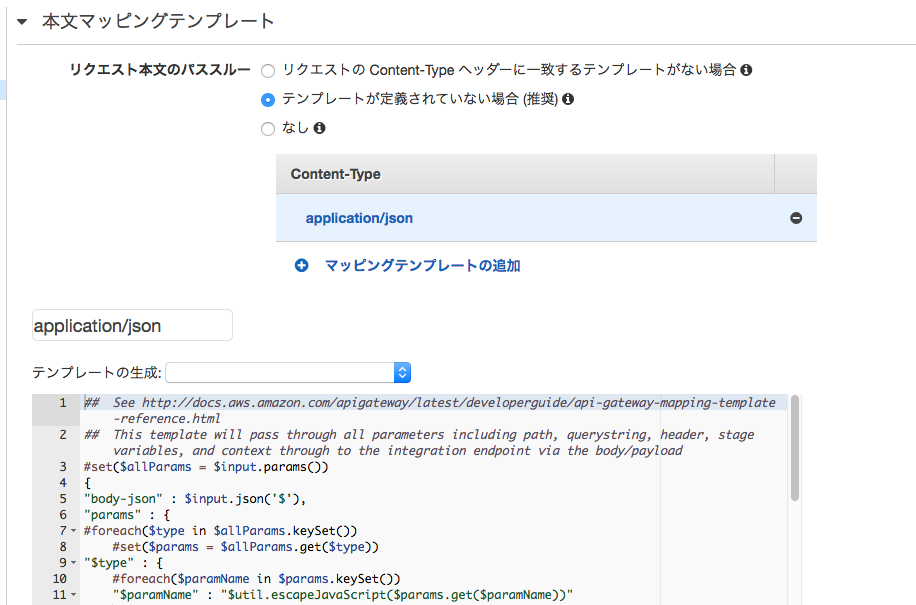 本文マッピングテンプレート
リクエスト本文のパススルー
リクエストの Content-Type ヘッダーに一致するテンプレートがない場合
テンプレートが定義されていない場合 (推奨)
なし
Content-Type
application/json
マッピングテンプレートの追加
application/json
テンプレートの生成:
1 ##  See http://docs.aws.amazon.com/apigateway/latest/developerguide/api-gateway-mapping-template
-reference.html
2 ##  This template will pass through all parameters including path, querystring, header, stage
variables, and context through to the integration endpoint via the body/payload
3 #set($allParams = $input.params())
4 {
5 "body-json" : $input.json('$'),
6 "params" : {
7 #foreach($type in $allParams.keySet())
8     #set($params = $allParams.get($type))
9 "$type" : {
10     #foreach($paramName in $params.keySet())
11     "$paramName" : "$util.escapeJavaScript($params.get($paramName))"